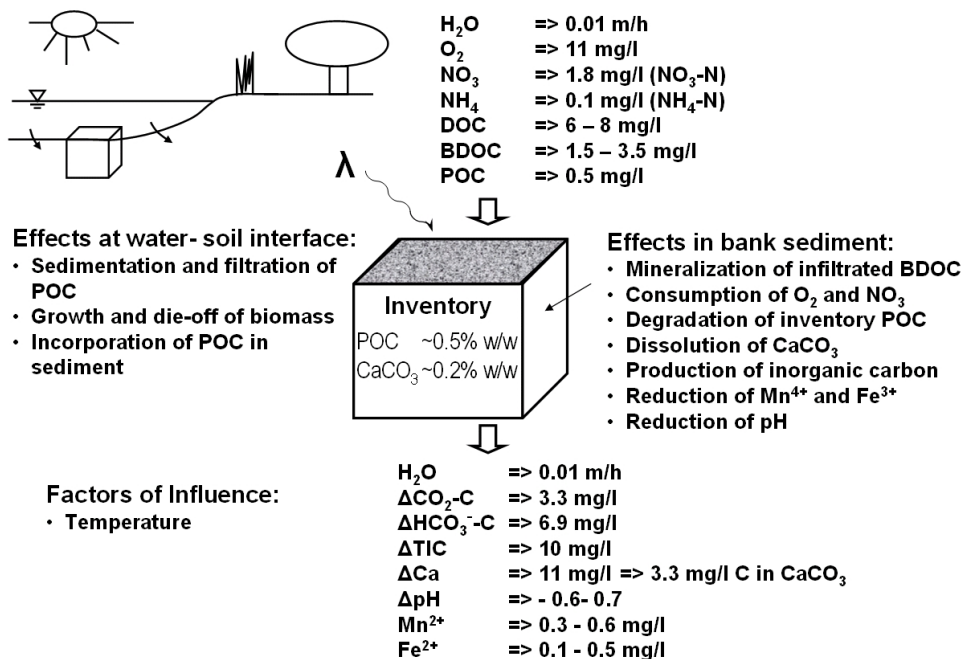 H₂O => 0.01 m/h
O₂ => 11 mg/l
NO₃ => 1.8 mg/l (NO₃-N)
NH₄ => 0.1 mg/l (NH₄-N)
DOC => 6 – 8 mg/l
BDOC => 1.5 – 3.5 mg/l
POC => 0.5 mg/l
λ
Effects at water- soil interface:
• Sedimentation and filtration of
POC
• Growth and die-off of biomass
• Incorporation of POC in
sediment
Inventory
POC ~0.5% w/w
CaCO₃ ~0.2% w/w
Effects in bank sediment:
• Mineralization of infiltrated BDOC
• Consumption of O₂ and NO₃
• Degradation of inventory POC
• Dissolution of CaCO₃
• Production of inorganic carbon
• Reduction of Mn⁴⁺ and Fe³⁺
• Reduction of pH
Factors of Influence:
• Temperature
H₂O => 0.01 m/h
ΔCO₂-C => 3.3 mg/l
ΔHCO₃⁻-C => 6.9 mg/l
ΔTIC => 10 mg/l
ΔCa => 11 mg/l => 3.3 mg/l C in CaCO₃
ΔpH => - 0.6- 0.7
Mn²⁺ => 0.3 - 0.6 mg/l
Fe²⁺ => 0.1 - 0.5 mg/l